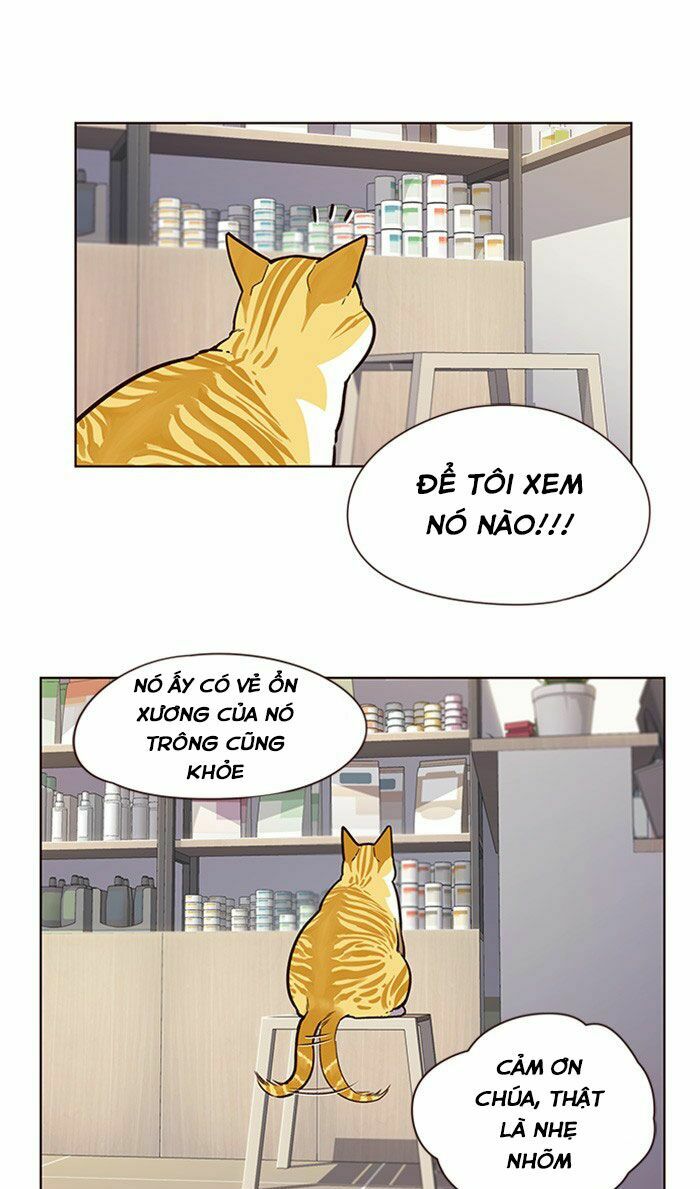 ĐỂ TÔI XEM
NÓ NÀO!!!
NÓ ẤY CÓ VẺ ỔN
XƯƠNG CỦA NÓ
TRÔNG CŨNG
KHỎE
CẢM ƠN
CHÚA, THẬT
LÀ NHẸ
NHÕM